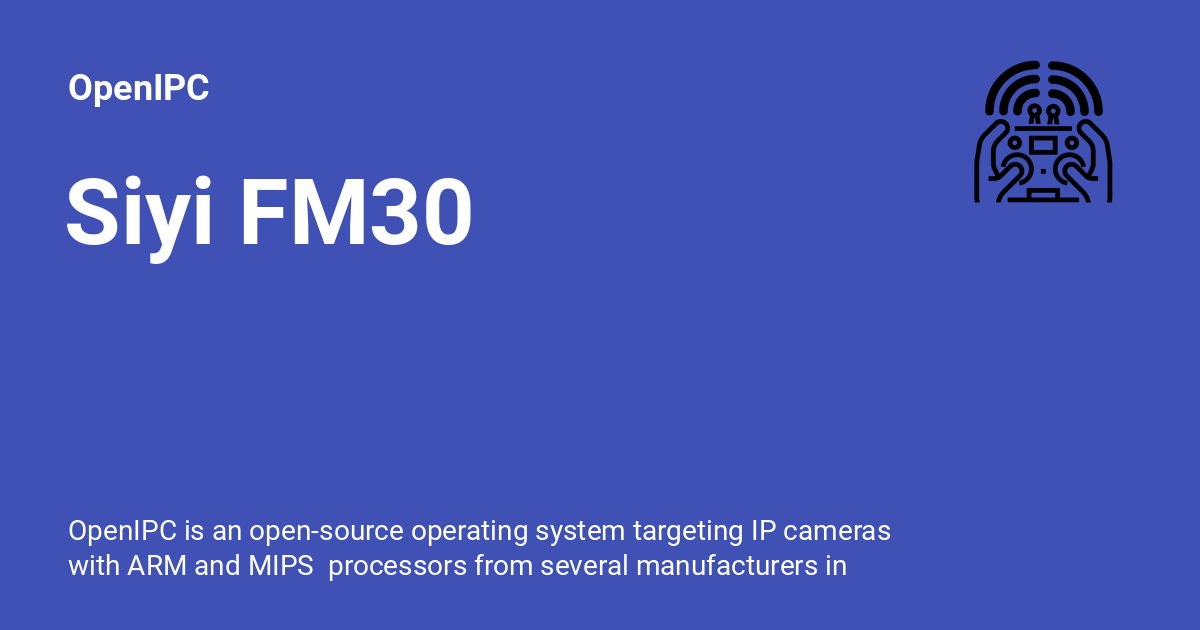 OpenIPC
Siyi FM30
OpenIPC is an open-source operating system targeting IP cameras
with ARM and MIPS  processors from several manufacturers in